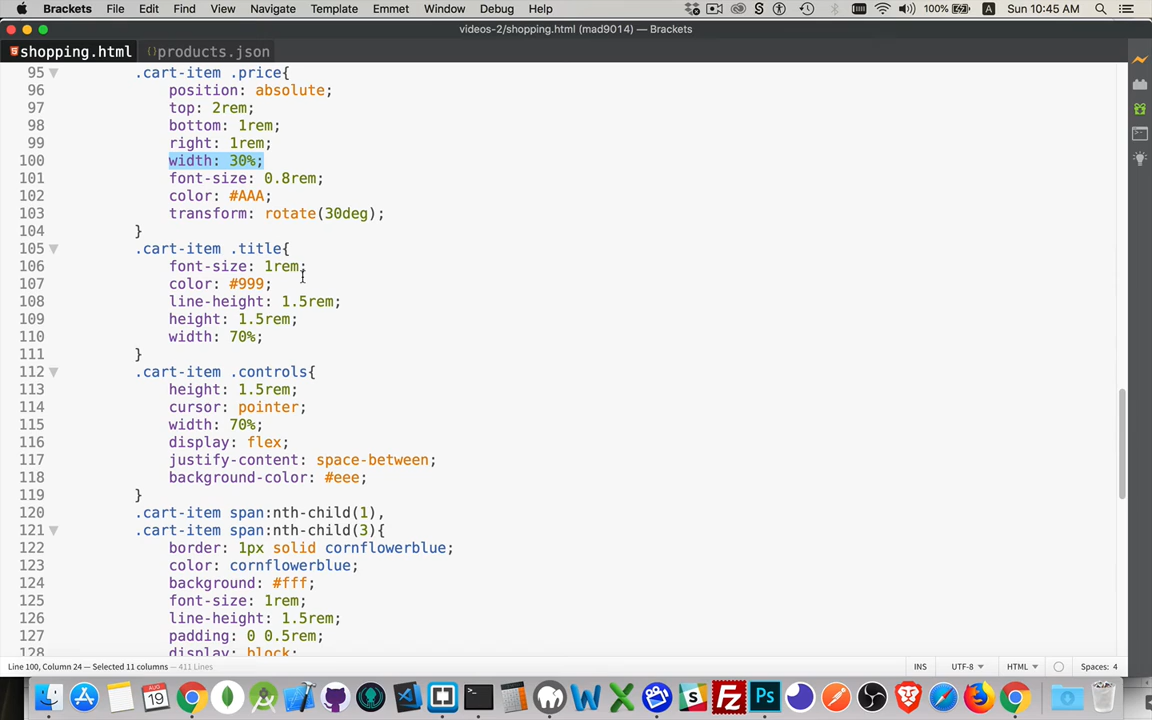 Brackets File Edit Find View Navigate Template Emmet Window Debug Help 100% A Sun 10:45 AM
videos-2/shopping.html (mad9014) — Brackets
shopping.html products.json
95 .cart-item .price{
96 position: absolute;
97 top: 2rem;
98 bottom: 1rem;
99 right: 1rem;
100 width: 30%;
101 font-size: 0.8rem;
102 color: #AAA;
103 transform: rotate(30deg);
104 }
105 .cart-item .title{
106 font-size: 1rem;
107 color: #999;
108 line-height: 1.5rem;
109 height: 1.5rem;
110 width: 70%;
111 }
112 .cart-item .controls{
113 height: 1.5rem;
114 cursor: pointer;
115 width: 70%;
116 display: flex;
117 justify-content: space-between;
118 background-color: #eee;
119 }
120 .cart-item span:nth-child(1),
121 .cart-item span:nth-child(3){
122 border: 1px solid cornflowerblue;
123 color: cornflowerblue;
124 background: #fff;
125 font-size: 1rem;
126 line-height: 1.5rem;
127 padding: 0 0.5rem;
128 display: block;
Line 100, Column 24 — Selected 11 columns — 411 Lines INS UTF-8 HTML Spaces: 4
AUG 19